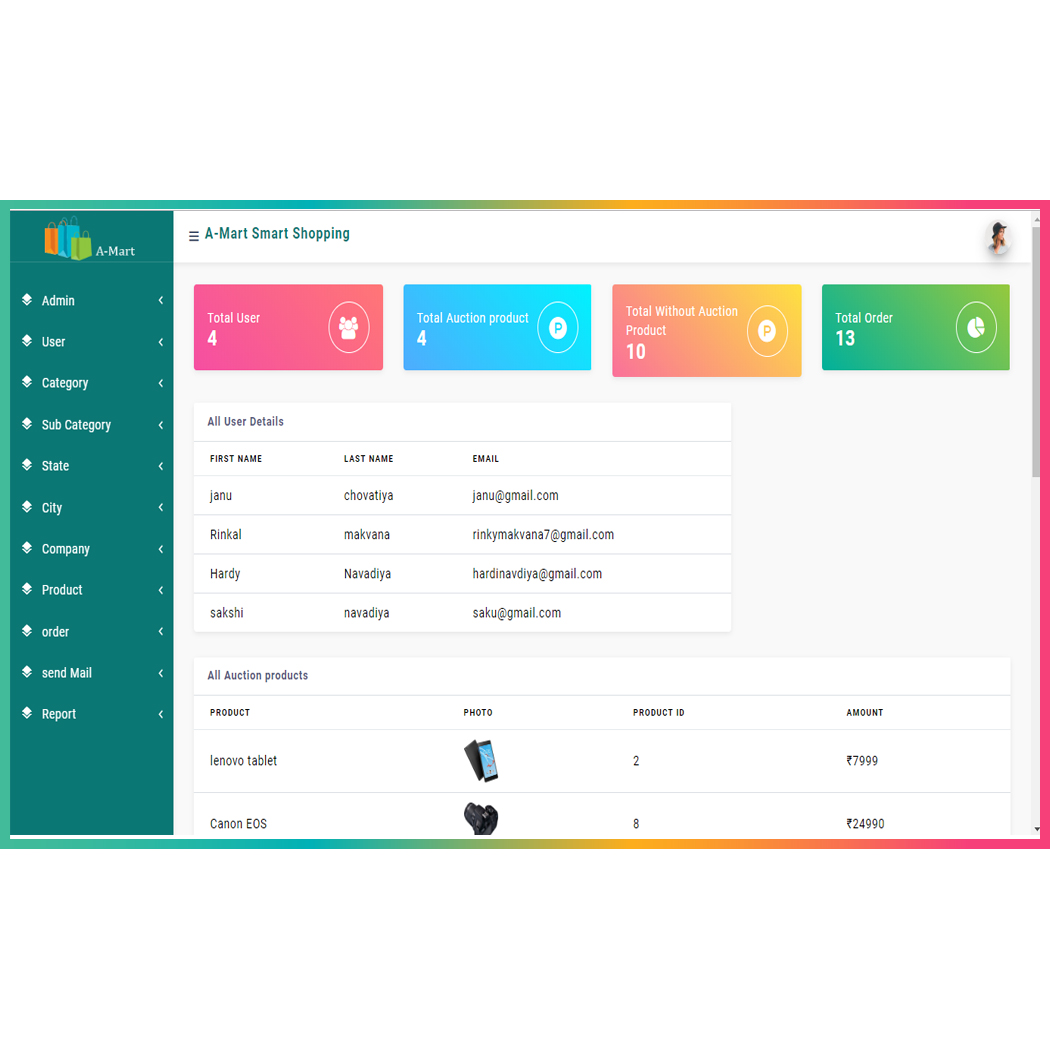 A-Mart
☰ A-Mart Smart Shopping
Admin
User
Category
Sub Category
State
City
Company
Product
order
send Mail
Report
Total User
4
Total Auction product
4
P
Total Without Auction
Product
10
P
Total Order
13
All User Details
FIRST NAME LAST NAME EMAIL
janu chovatiya janu@gmail.com
Rinkal makvana rinkymakvana7@gmail.com
Hardy Navadiya hardinavdiya@gmail.com
sakshi navadiya saku@gmail.com
All Auction products
PRODUCT PHOTO PRODUCT ID AMOUNT
lenovo tablet 2 ₹7999
Canon EOS 8 ₹24990